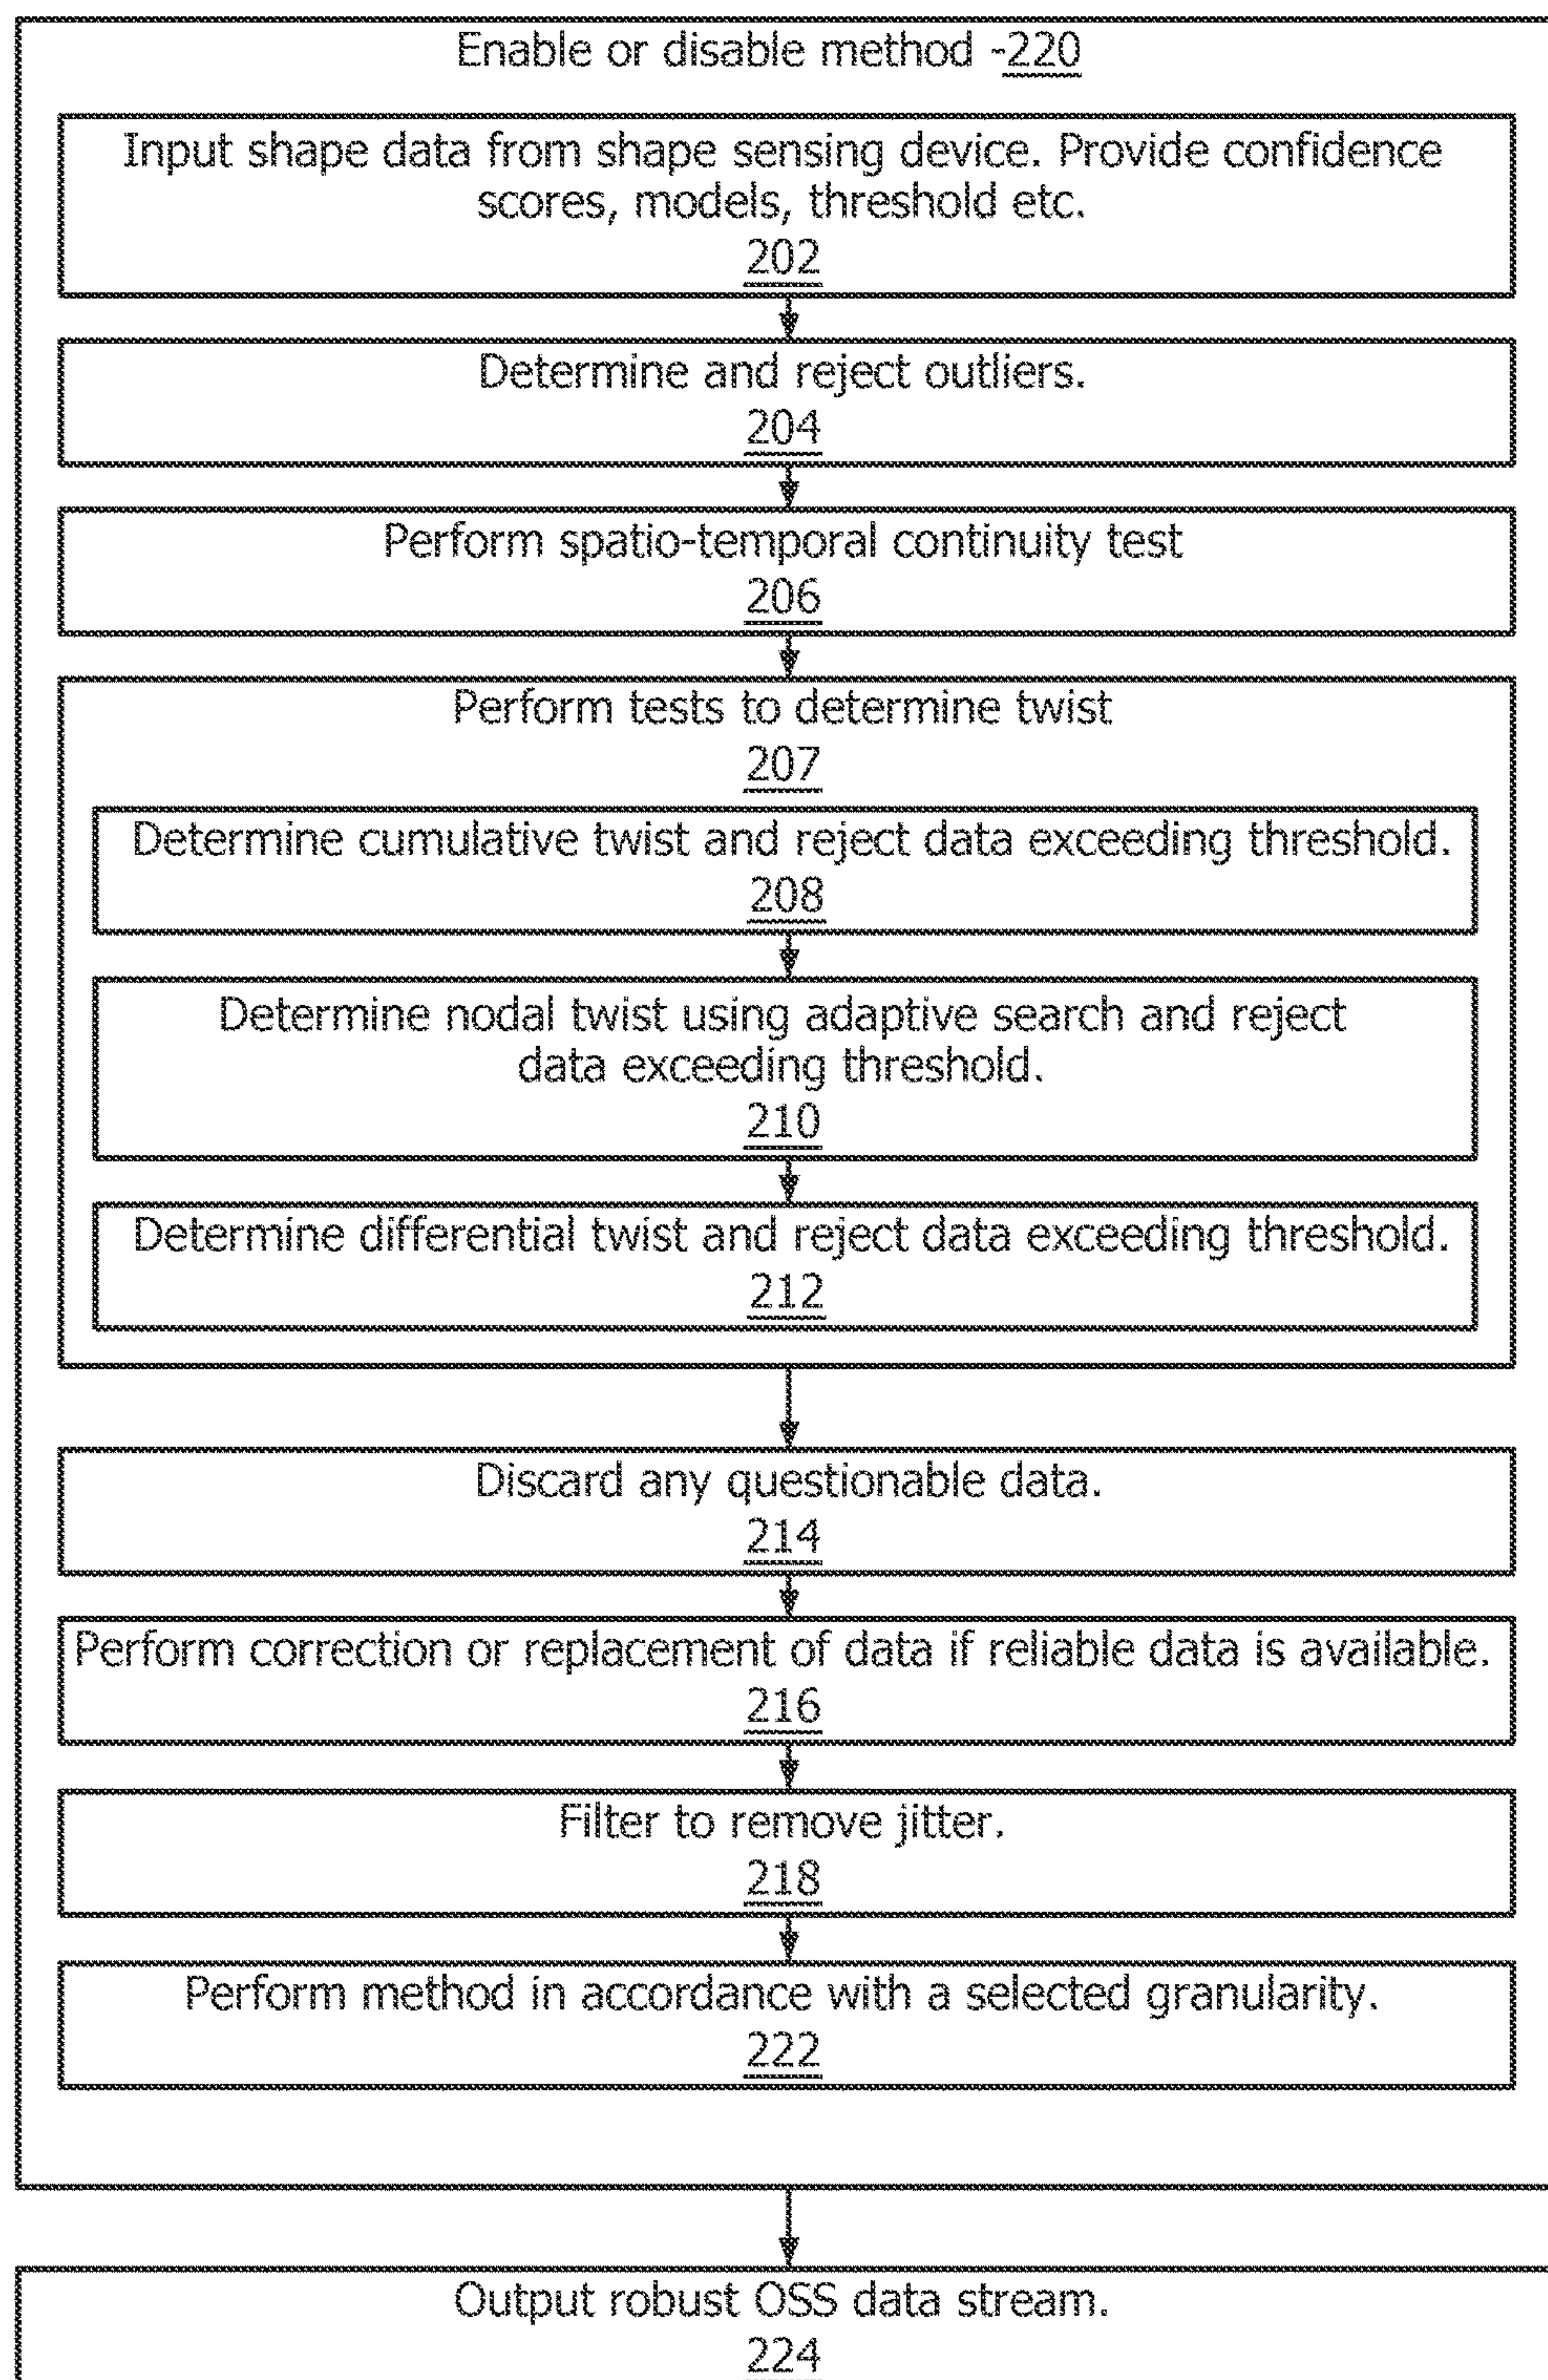 Enable or disable method -220
Input shape data from shape sensing device. Provide confidence
scores, models, threshold etc.
202
Determine and reject outliers.
204
Perform spatio-temporal continuity test
206
Perform tests to determine twist
207
Determine cumulative twist and reject data exceeding threshold.
208
Determine nodal twist using adaptive search and reject
data exceeding threshold.
210
Determine differential twist and reject data exceeding threshold.
212
Discard any questionable data.
214
Perform correction or replacement of data if reliable data is available.
216
Filter to remove jitter.
218
Perform method in accordance with a selected granularity.
222
Output robust OSS data stream.
224